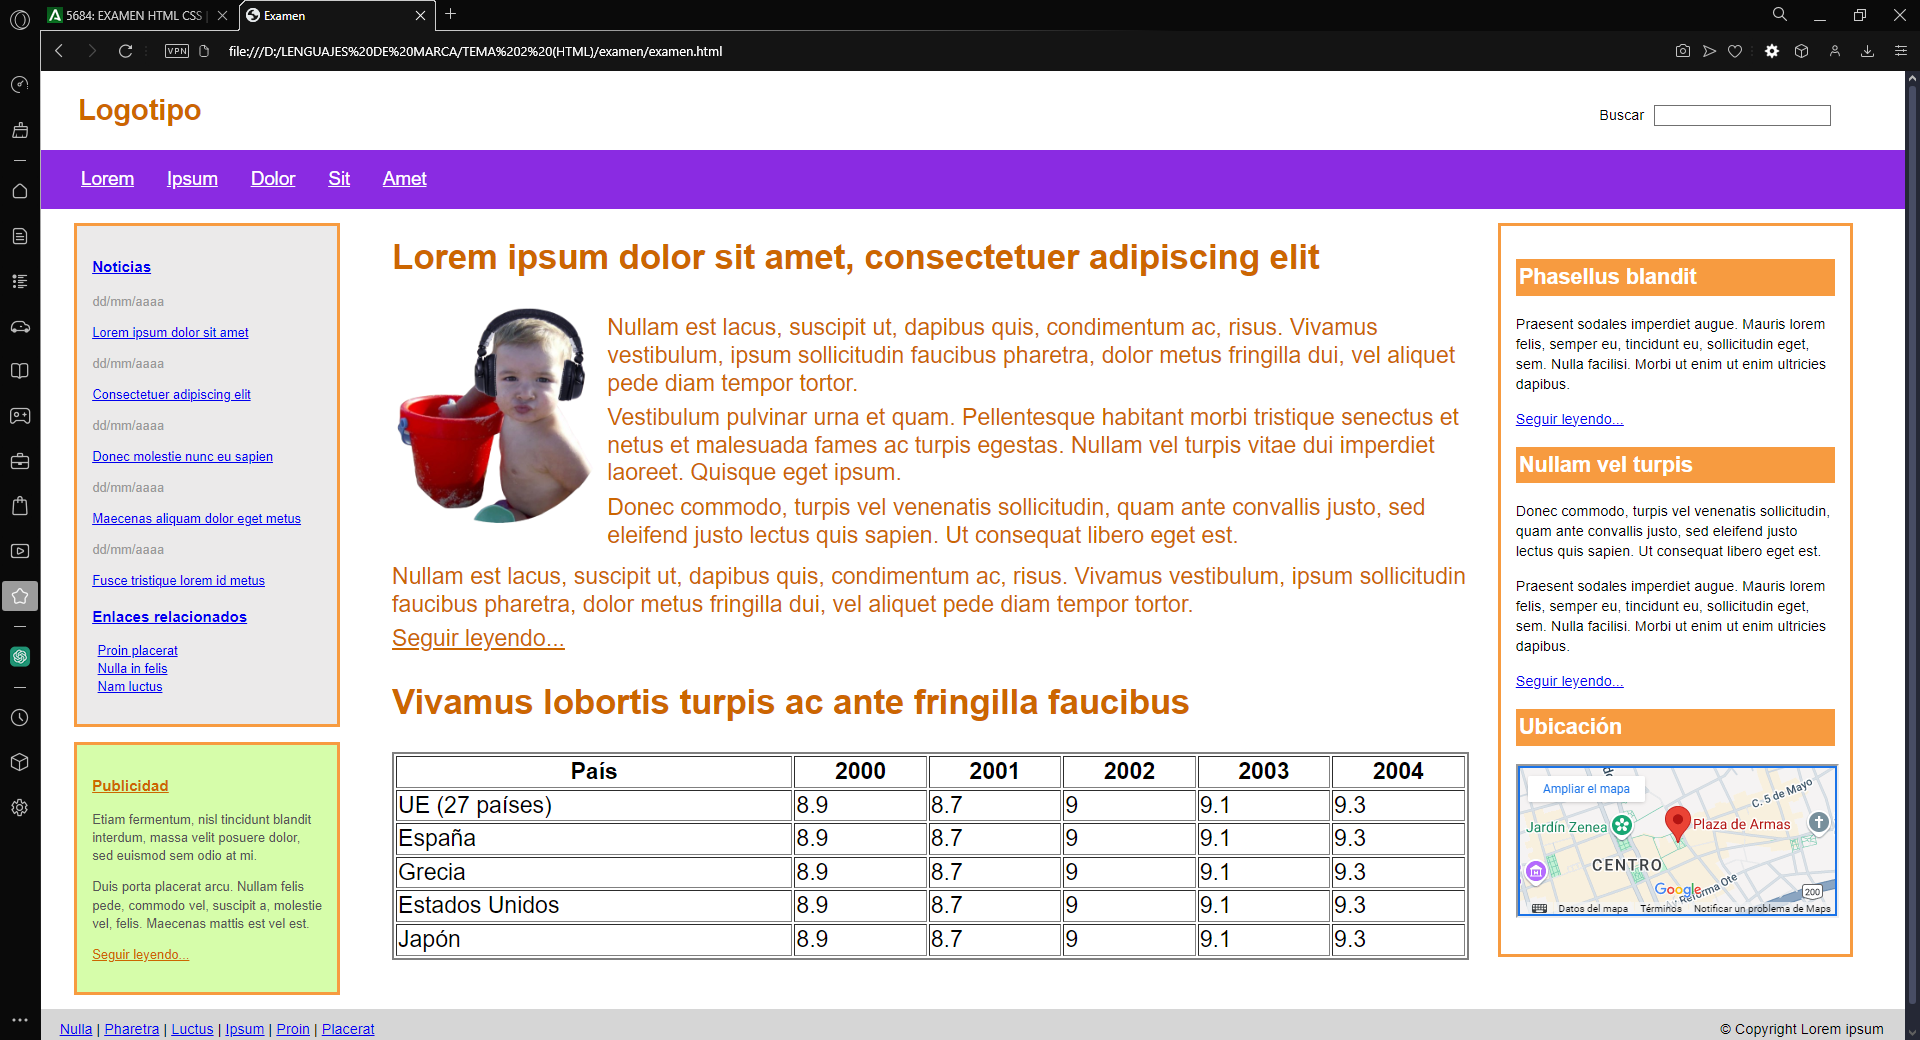 5684: EXAMEN HTML CSS
Examen
VPN
file:///D:/LENGUAJES%20DE%20MARCA/TEMA%202%20(HTML)/examen/examen.html
Logotipo
Buscar
Lorem Ipsum Dolor Sit Amet
Noticias
dd/mm/aaaa
Lorem ipsum dolor sit amet
dd/mm/aaaa
Consectetuer adipiscing elit
dd/mm/aaaa
Donec molestie nunc eu sapien
dd/mm/aaaa
Maecenas aliquam dolor eget metus
dd/mm/aaaa
Fusce tristique lorem id metus
Enlaces relacionados
Proin placerat
Nulla in felis
Nam luctus
Publicidad
Etiam fermentum, nisl tincidunt blandit
interdum, massa velit posuere dolor,
sed euismod sem odio at mi.
Duis porta placerat arcu. Nullam felis
pede, commodo vel, suscipit a, molestie
vel, felis. Maecenas mattis est vel est.
Seguir leyendo...
Lorem ipsum dolor sit amet, consectetuer adipiscing elit
Nullam est lacus, suscipit ut, dapibus quis, condimentum ac, risus. Vivamus
vestibulum, ipsum sollicitudin faucibus pharetra, dolor metus fringilla dui, vel aliquet
pede diam tempor tortor.
Vestibulum pulvinar urna et quam. Pellentesque habitant morbi tristique senectus et
netus et malesuada fames ac turpis egestas. Nullam vel turpis vitae dui imperdiet
laoreet. Quisque eget ipsum.
Donec commodo, turpis vel venenatis sollicitudin, quam ante convallis justo, sed
eleifend justo lectus quis sapien. Ut consequat libero eget est.
Nullam est lacus, suscipit ut, dapibus quis, condimentum ac, risus. Vivamus vestibulum, ipsum sollicitudin
faucibus pharetra, dolor metus fringilla dui, vel aliquet pede diam tempor tortor.
Seguir leyendo...
Vivamus lobortis turpis ac ante fringilla faucibus
País 2000 2001 2002 2003 2004
UE (27 países) 8.9 8.7 9 9.1 9.3
España 8.9 8.7 9 9.1 9.3
Grecia 8.9 8.7 9 9.1 9.3
Estados Unidos 8.9 8.7 9 9.1 9.3
Japón 8.9 8.7 9 9.1 9.3
Phasellus blandit
Praesent sodales imperdiet augue. Mauris lorem
felis, semper eu, tincidunt eu, sollicitudin eget,
sem. Nulla facilisi. Morbi ut enim ut enim ultricies
dapibus.
Seguir leyendo...
Nullam vel turpis
Donec commodo, turpis vel venenatis sollicitudin,
quam ante convallis justo, sed eleifend justo
lectus quis sapien. Ut consequat libero eget est.
Praesent sodales imperdiet augue. Mauris lorem
felis, semper eu, tincidunt eu, sollicitudin eget,
sem. Nulla facilisi. Morbi ut enim ut enim ultricies
dapibus.
Seguir leyendo...
Ubicación
Ampliar el mapa
C. 5 de Mayo
Jardín Zenea
Plaza de Armas
CENTRO
Google
Av Reforma Ote
200
Datos del mapa Términos Notificar un problema de Maps
Nulla | Pharetra | Luctus | Ipsum | Proin | Placerat
© Copyright Lorem ipsum